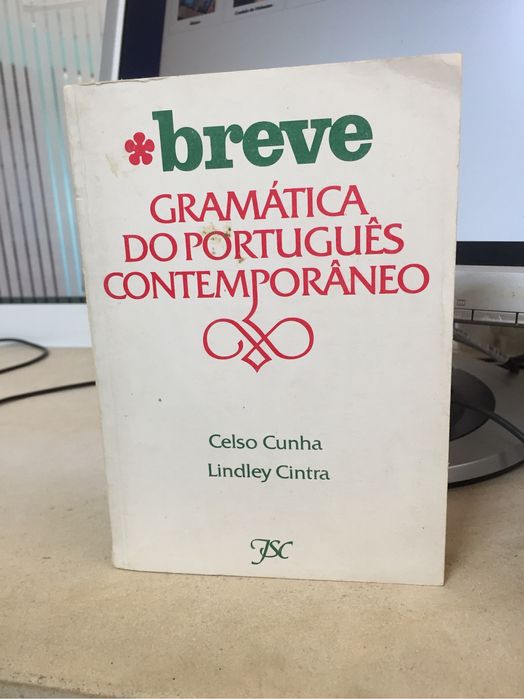 *breve
GRAMÁTICA
DO PORTUGUÊS
CONTEMPORÂNEO
Celso Cunha
Lindley Cintra
JSC